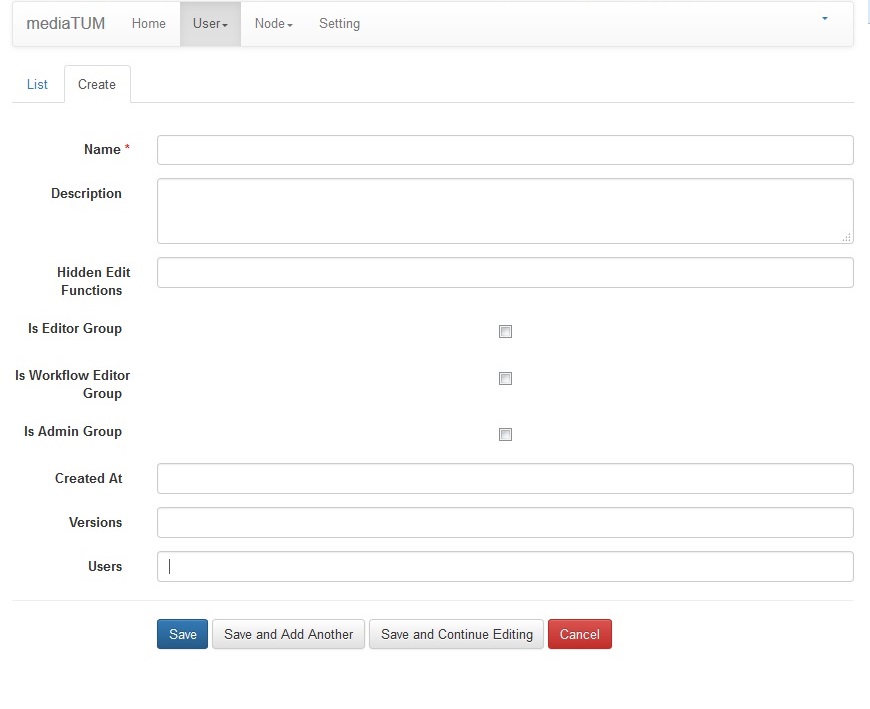 mediaTUM Home User Node Setting
List Create
Name *
Description
Hidden Edit
Functions
Is Editor Group
Is Workflow Editor
Group
Is Admin Group
Created At
Versions
Users
Save Save and Add Another Save and Continue Editing Cancel